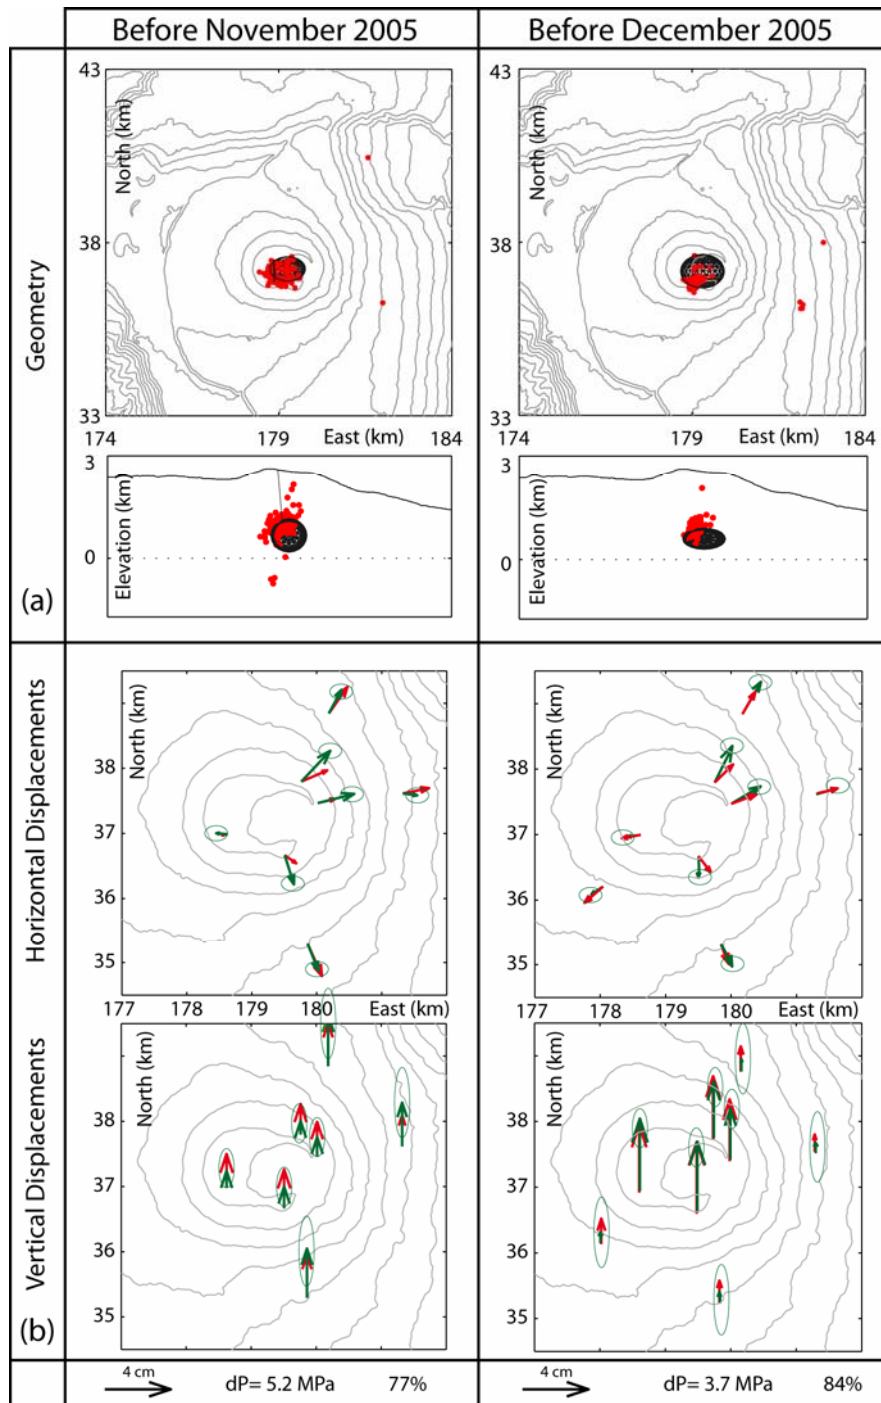 Before November 2005
Before December 2005
Geometry
(a)
43
North (km)
38
33
174
179
East (km)
184
3
Elevation (km)
0
43
North (km)
38
33
174
179
East (km)
184
3
Elevation (km)
0
Horizontal Displacements
North (km)
38
37
36
35
177
178
179
180
East (km)
North (km)
38
37
36
35
177
178
179
180
East (km)
Vertical Displacements
(b)
North (km)
38
37
36
35
North (km)
38
37
36
35
4 cm
dP= 5.2 MPa
77%
4 cm
dP= 3.7 MPa
84%